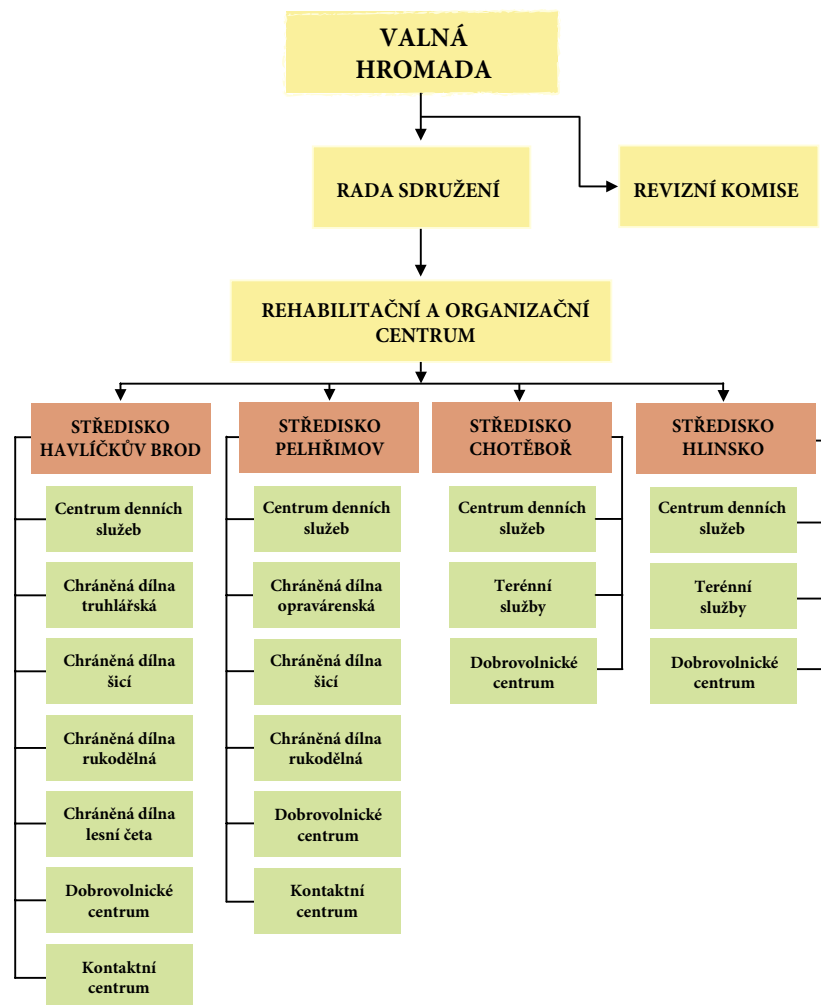 VALNÁ
HROMADA
RADA SDRUŽENÍ
REVIZNÍ KOMISE
REHABILITAČNÍ A ORGANIZAČNÍ
CENTRUM
STŘEDISKO
HAVLÍČKŮV BROD
Centrum denních
služeb
Chráněná dílna
truhlářská
Chráněná dílna
šicí
Chráněná dílna
rukodělná
Chráněná dílna
lesní četa
Dobrovolnické
centrum
Kontaktní
centrum
STŘEDISKO
PELHŘIMOV
Centrum denních
služeb
Chráněná dílna
opravárenská
Chráněná dílna
šicí
Chráněná dílna
rukodělná
Dobrovolnické
centrum
Kontaktní
centrum
STŘEDISKO
CHOTĚBOŘ
Centrum denních
služeb
Terénní
služby
Dobrovolnické
centrum
STŘEDISKO
HLINSKO
Centrum denních
služeb
Terénní
služby
Dobrovolnické
centrum